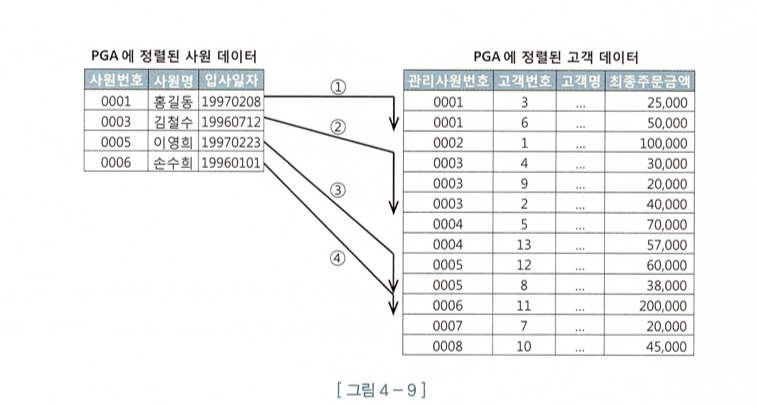 PGA에 정렬된 사원 데이터
사원번호 사원명 입사일자
0001 홍길동 19970208
0003 김철수 19960712
0005 이영희 19970223
0006 손수희 19960101
①
②
③
④
PGA에 정렬된 고객 데이터
관리사원번호 고객번호 고객명 최종주문금액
0001 3 ... 25,000
0001 6 ... 50,000
0002 1 ... 100,000
0003 4 ... 30,000
0003 9 ... 20,000
0003 2 ... 40,000
0004 5 ... 70,000
0004 13 ... 57,000
0005 12 ... 60,000
0005 8 ... 38,000
0006 11 ... 200,000
0007 7 ... 20,000
0008 10 ... 45,000
[ 그림 4 – 9 ]